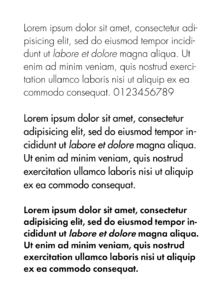 Lorem ipsum dolor sit amet, consectetur adi-
pisicing elit, sed do eiusmod tempor incidi-
dunt ut labore et dolore magna aliqua. Ut
enim ad minim veniam, quis nostrud exerci-
tation ullamco laboris nisi ut aliquip ex ea
commodo consequat. 0123456789
Lorem ipsum dolor sit amet, consectetur
adipisicing elit, sed do eiusmod tempor in-
cididunt ut labore et dolore magna aliqua.
Ut enim ad minim veniam, quis nostrud
exercitation ullamco laboris nisi ut aliquip
ex ea commodo consequat.
Lorem ipsum dolor sit amet, consectetur
adipisicing elit, sed do eiusmod tempor in-
cididunt ut labore et dolore magna aliqua.
Ut enim ad minim veniam, quis nostrud
exercitation ullamco laboris nisi ut aliquip
ex ea commodo consequat.